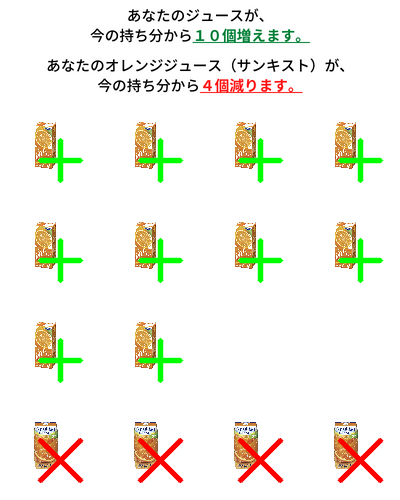 あなたのジュースが、
今の持ち分から１０個増えます。
あなたのオレンジジュース（サンキスト）が、
今の持ち分から４個減ります。